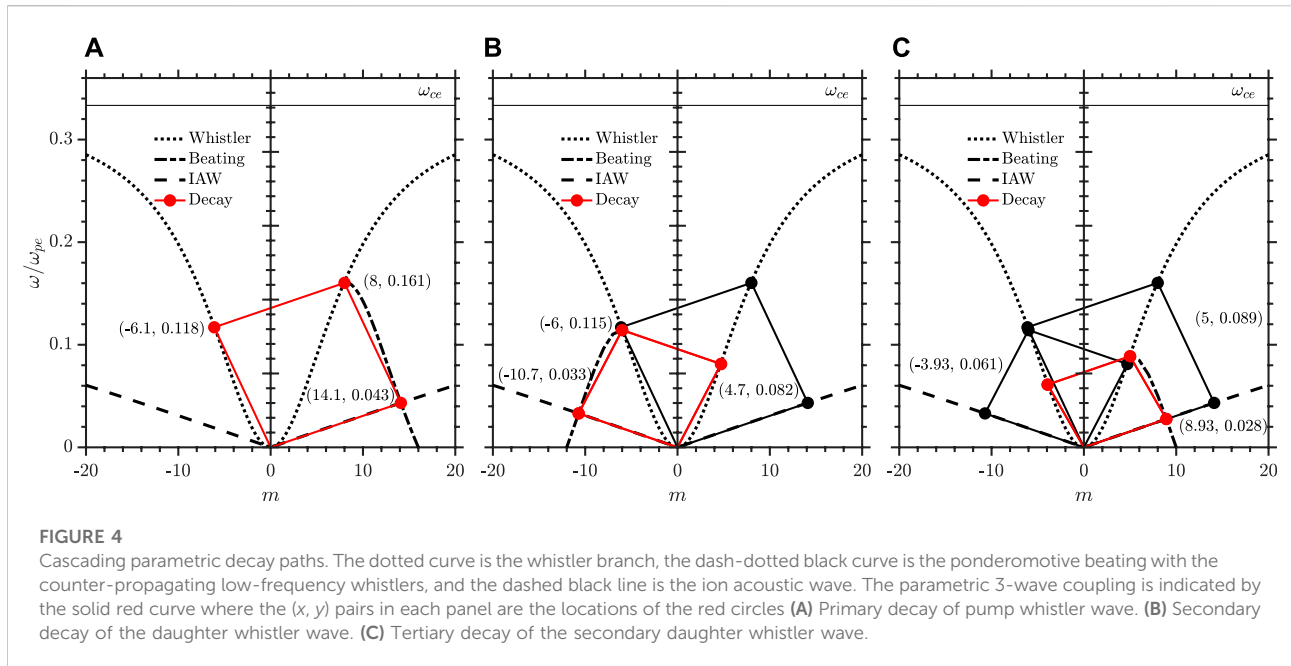 A
B
C
ω_ce
ω_ce
ω_ce
0.3
0.2
0.1
0
ω/ω_pe
Whistler
Beating
IAW
Decay
(-6.1, 0.118)
(8, 0.161)
(14.1, 0.043)
-20 -10 0 10 20
m
Whistler
Beating
IAW
Decay
(-6, 0.115)
(-10.7, 0.033)
(4.7, 0.082)
-20 -10 0 10 20
m
Whistler
Beating
IAW
Decay
(5, 0.089)
(-3.93, 0.061)
(8.93, 0.028)
-20 -10 0 10 20
m
FIGURE 4
Cascading parametric decay paths. The dotted curve is the whistler branch, the dash-dotted black curve is the ponderomotive beating with the
counter-propagating low-frequency whistlers, and the dashed black line is the ion acoustic wave. The parametric 3-wave coupling is indicated by
the solid red curve where the (x, y) pairs in each panel are the locations of the red circles (A) Primary decay of pump whistler wave. (B) Secondary
decay of the daughter whistler wave. (C) Tertiary decay of the secondary daughter whistler wave.